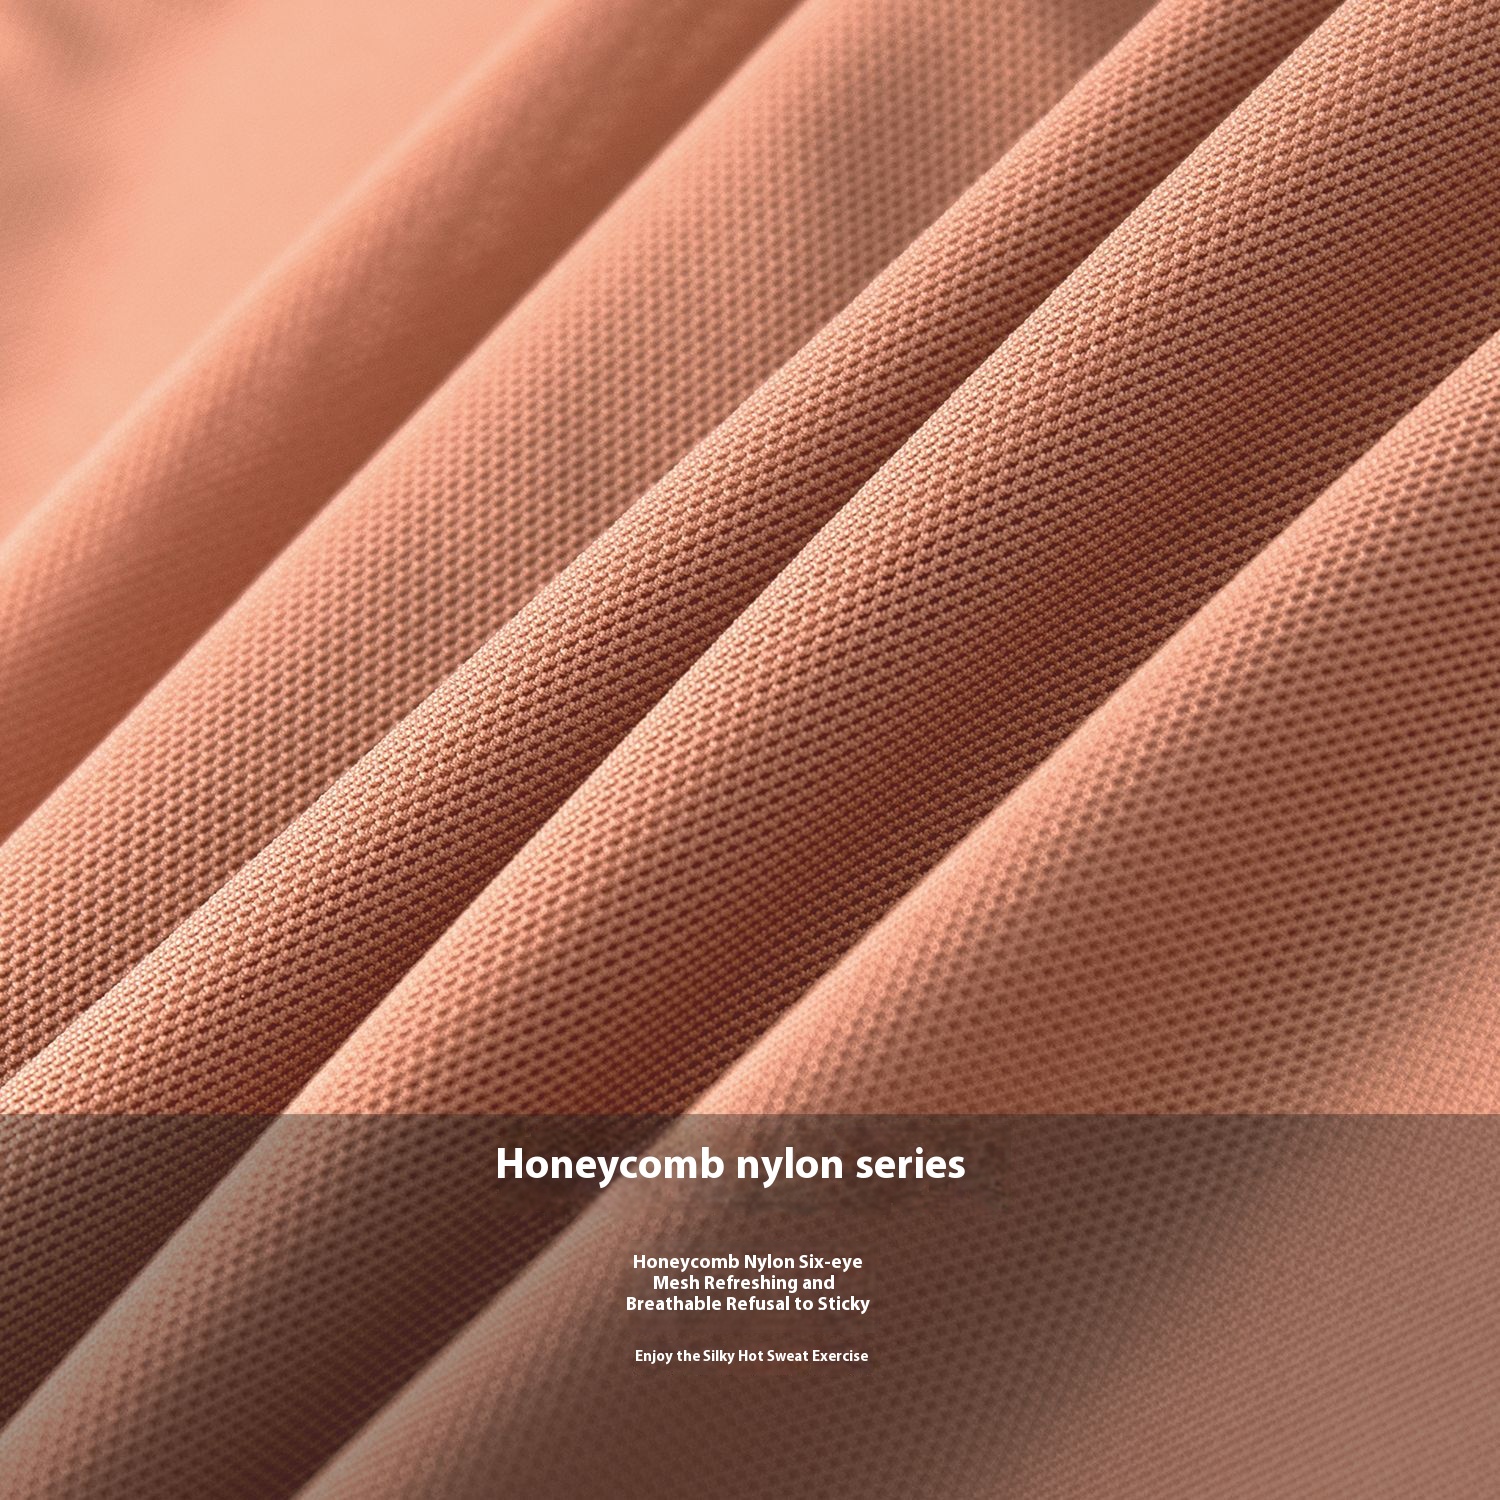 Honeycomb nylon series
Honeycomb Nylon Six-eye
Mesh Refreshing and
Breathable Refusal to Sticky
Enjoy the Silky Hot Sweat Exercise